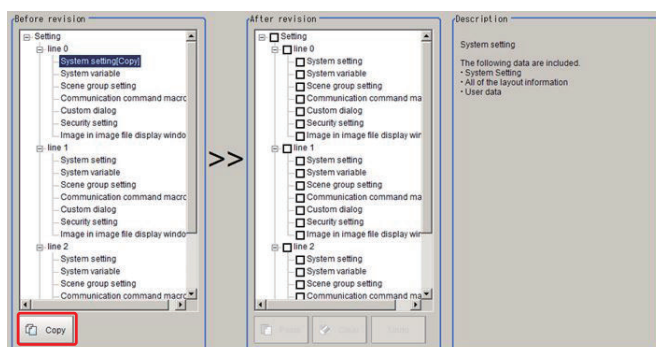 Before revision
Setting
line 0
System setting[Copy]
System variable
Scene group setting
Communication command macro
Custom dialog
Security setting
Image in image file display windo
line 1
System setting
System variable
Scene group setting
Communication command macro
Custom dialog
Security setting
Image in image file display windo
line 2
System setting
System variable
Scene group setting
Communication command macro
Copy
>>
After revision
Setting
line 0
System setting
System variable
Scene group setting
Communication command ma
Custom dialog
Security setting
Image in image file display wir
line 1
System setting
System variable
Scene group setting
Communication command ma
Custom dialog
Security setting
Image in image file display wir
line 2
System setting
System variable
Scene group setting
Communication command ma
Description
System setting
The following data are included.
・System Setting
・All of the layout information
・User data